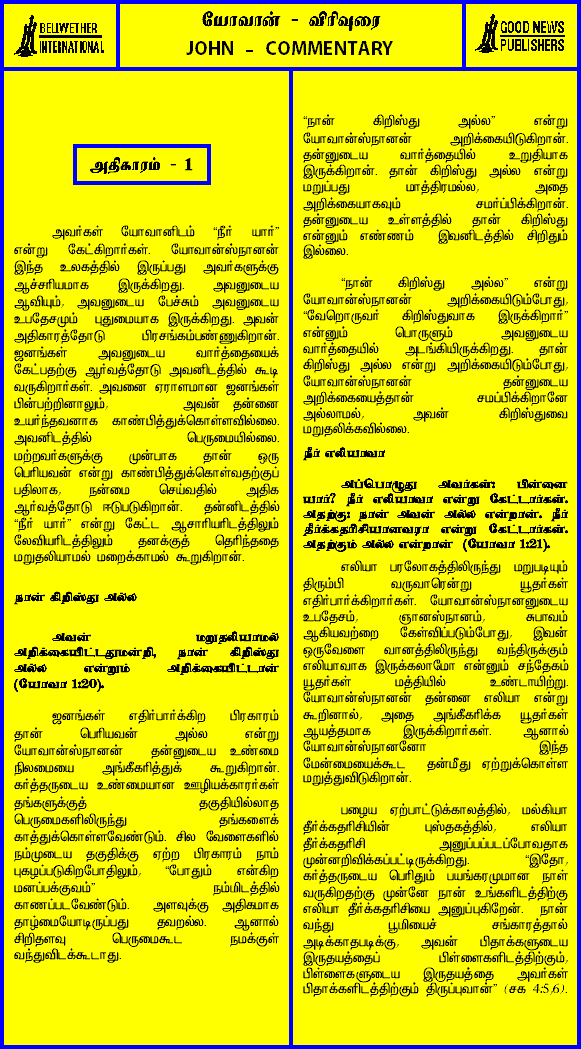 BELWETHER
INTERNATIONAL
யோவான் - விரிவுரை
JOHN - COMMENTARY
GOOD NEWS
PUBLISHERS
அதிகாரம் - 1
அவர்கள் யோவானிடம் “நீர் யார்”
என்று கேட்கிறார்கள். யோவான்ஸ்நானன்
இந்த உலகத்தில் இருப்பது அவர்களுக்கு
ஆச்சரியமாக இருக்கிறது. அவனுடைய
ஆவியும், அவனுடைய பேச்சும் அவனுடைய
உபதேசமும் புதுமையாக இருக்கிறது. அவன்
அதிகாரத்தோடு பிரசங்கம்பண்ணுகிறான்.
ஜனங்கள் அவனுடைய வார்த்தையைக்
கேட்பதற்கு ஆர்வத்தோடு அவனிடத்தில் கூடி
வருகிறார்கள். அவனை ஏராளமான ஜனங்கள்
பின்பற்றினாலும், அவன் தன்னை
உயர்ந்தவனாக காண்பித்துக்கொள்ளவில்லை.
அவனிடத்தில் பெருமையில்லை.
மற்றவர்களுக்கு முன்பாக தான் ஒரு
பெரியவன் என்று காண்பித்துக்கொள்வதற்குப்
பதிலாக, நன்மை செய்வதில் அதிக
ஆர்வத்தோடு ஈடுபடுகிறான். தன்னிடத்தில்
“நீர் யார்” என்று கேட்ட ஆசாரியரிடத்திலும்
லேவியரிடத்திலும் தனக்குத் தெரிந்ததை
மறுதலியாமல் மறைக்காமல் கூறுகிறான்.
நான் கிறிஸ்து அல்ல
அவன் மறுதலியாமல்
அறிக்கையிட்டதுமன்றி, நான் கிறிஸ்து
அல்ல என்றும் அறிக்கையிட்டான்
(யோவா 1:20).
ஜனங்கள் எதிர்பார்க்கிற பிரகாரம்
தான் பெரியவன் அல்ல என்று
யோவான்ஸ்நானன் தன்னுடைய உண்மை
நிலமையை அங்கீகரித்துக் கூறுகிறான்.
கர்த்தருடைய உண்மையான ஊழியக்காரர்கள்
தங்களுக்குத் தகுதியில்லாத
பெருமைகளிலிருந்து தங்களைக்
காத்துக்கொள்ளவேண்டும். சில வேளைகளில்
நம்முடைய தகுதிக்கு ஏற்ற பிரகாரம் நாம்
புகழப்படுகிறபோதிலும், “போதும் என்கிற
மனப்பக்குவம்” நம்மிடத்தில்
காணப்படவேண்டும். அளவுக்கு அதிகமாக
தாழ்மையோடிருப்பது தவறல்ல. ஆனால்
சிறிதளவு பெருமைகூட நமக்குள்
வந்துவிடக்கூடாது.
“நான் கிறிஸ்து அல்ல” என்று
யோவான்ஸ்நானன் அறிக்கையிடுகிறான்.
தன்னுடைய வார்த்தையில் உறுதியாக
இருக்கிறான். தான் கிறிஸ்து அல்ல என்று
மறுப்பது மாத்திரமல்ல, அதை
அறிக்கையாகவும் சமர்ப்பிக்கிறான்.
தன்னுடைய உள்ளத்தில் தான் கிறிஸ்து
என்னும் எண்ணம் இவனிடத்தில் சிறிதும்
இல்லை.
“நான் கிறிஸ்து அல்ல” என்று
யோவான்ஸ்நானன் அறிக்கையிடும்போது,
“வேறொருவர் கிறிஸ்துவாக இருக்கிறார்”
என்னும் பொருளும் அவனுடைய
வார்த்தையில் அடங்கியிருக்கிறது. தான்
கிறிஸ்து அல்ல என்று அறிக்கையிடும்போது,
யோவான்ஸ்நானன் தன்னுடைய
அறிக்கையைத்தான் சமர்ப்பிக்கிறானே
அல்லாமல், அவன் கிறிஸ்துவை
மறுதலிக்கவில்லை.
நீர் எலியாவா
அப்பொழுது அவர்கள்: பின்னை
யார்? நீர் எலியாவா என்று கேட்டார்கள்.
அதற்கு: நான் அவன் அல்ல என்றான். நீர்
தீர்க்கதரிசியானவரா என்று கேட்டார்கள்.
அதற்கும் அல்ல என்றான் (யோவா 1:21).
எலியா பரலோகத்திலிருந்து மறுபடியும்
திரும்பி வருவாரென்று யூதர்கள்
எதிர்பார்க்கிறார்கள். யோவான்ஸ்நானனுடைய
உபதேசம், ஞானஸ்நானம், சுபாவம்
ஆகியவற்றை கேள்விப்படும்போது, இவன்
ஒருவேளை வானத்திலிருந்து வந்திருக்கும்
எலியாவாக இருக்கலாமோ என்னும் சந்தேகம்
யூதர்கள் மத்தியில் உண்டாயிற்று.
யோவான்ஸ்நானன் தன்னை எலியா என்று
கூறினால், அதை அங்கீகரிக்க யூதர்கள்
ஆயத்தமாக இருக்கிறார்கள். ஆனால்
யோவான்ஸ்நானனோ இந்த
மேன்மையைக்கூட தன்மீது ஏற்றுக்கொள்ள
மறுத்துவிடுகிறான்.
பழைய ஏற்பாட்டுக்காலத்தில், மல்கியா
தீர்க்கதரிசியின் புஸ்தகத்தில், எலியா
தீர்க்கதரிசி அனுப்பப்படப்போவதாக
முன்னறிவிக்கப்பட்டிருக்கிறது. “இதோ,
கர்த்தருடைய பெரிதும் பயங்கரமுமான நாள்
வருகிறதற்கு முன்னே நான் உங்களிடத்திற்கு
எலியா தீர்க்கதரிசியை அனுப்புகிறேன். நான்
வந்து பூமியைச் சங்காரத்தால்
அடிக்காதபடிக்கு, அவன் பிதாக்களுடைய
இருதயத்தைப் பிள்ளைகளிடத்திற்கும்,
பிள்ளைகளுடைய இருதயத்தை அவர்கள்
பிதாக்களிடத்திற்கும் திருப்புவான்” (சக 4:5,6).